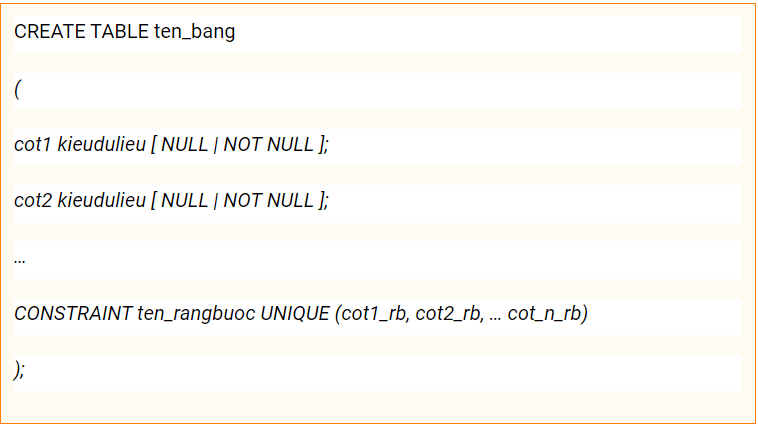 CREATE TABLE ten_bang
(
cot1 kieudulieu [ NULL | NOT NULL ];
cot2 kieudulieu [ NULL | NOT NULL ];
…
CONSTRAINT ten_rangbuoc UNIQUE (cot1_rb, cot2_rb, … cot_n_rb)
);